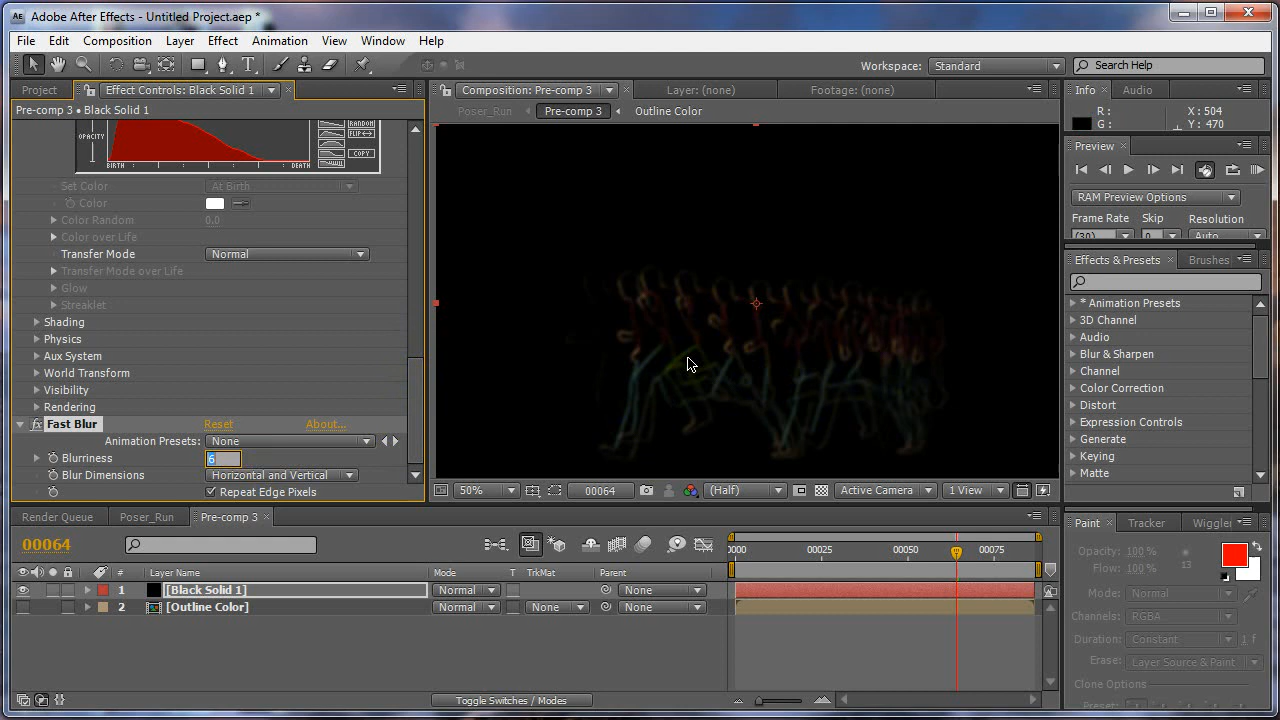 Adobe After Effects - Untitled Project.aep *
File Edit Composition Layer Effect Animation View Window Help
Workspace: Standard Search Help
Project Effect Controls: Black Solid 1 Composition: Pre-comp 3 Layer: (none) Footage: (none) Info Audio
Pre-comp 3 • Black Solid 1
Poser_Run Pre-comp 3 Outline Color
R : X : 504
G : Y : 470
Preview
RAM Preview Options
Frame Rate Skip Resolution
(30) 0 Auto
OPACITY
RANDOM
FLIP
COPY
BIRTH DEATH
Set Color At Birth
Color
Color Random 0.0
Color over Life
Transfer Mode Normal
Transfer Mode over Life
Glow
Streaklet
Shading
Physics
Aux System
World Transform
Visibility
Rendering
Fast Blur Reset About...
Animation Presets: None
Blurriness 6
Blur Dimensions Horizontal and Vertical
Repeat Edge Pixels
50% 00064 (Half) Active Camera 1 View
Effects & Presets Brushes
* Animation Presets
3D Channel
Audio
Blur & Sharpen
Channel
Color Correction
Distort
Expression Controls
Generate
Keying
Matte
Render Queue Poser_Run Pre-comp 3
00064
0000 00025 00050 00075
# Layer Name Mode T TrkMat Parent
1 [Black Solid 1] Normal None
2 [Outline Color] Normal None None
Toggle Switches / Modes
Paint Tracker Wiggler
Opacity: 100 %
Flow: 100 %
13
Mode: Normal
Channels: RGBA
Duration: Constant 1 f
Erase: Layer Source & Paint
Clone Options
Preset: